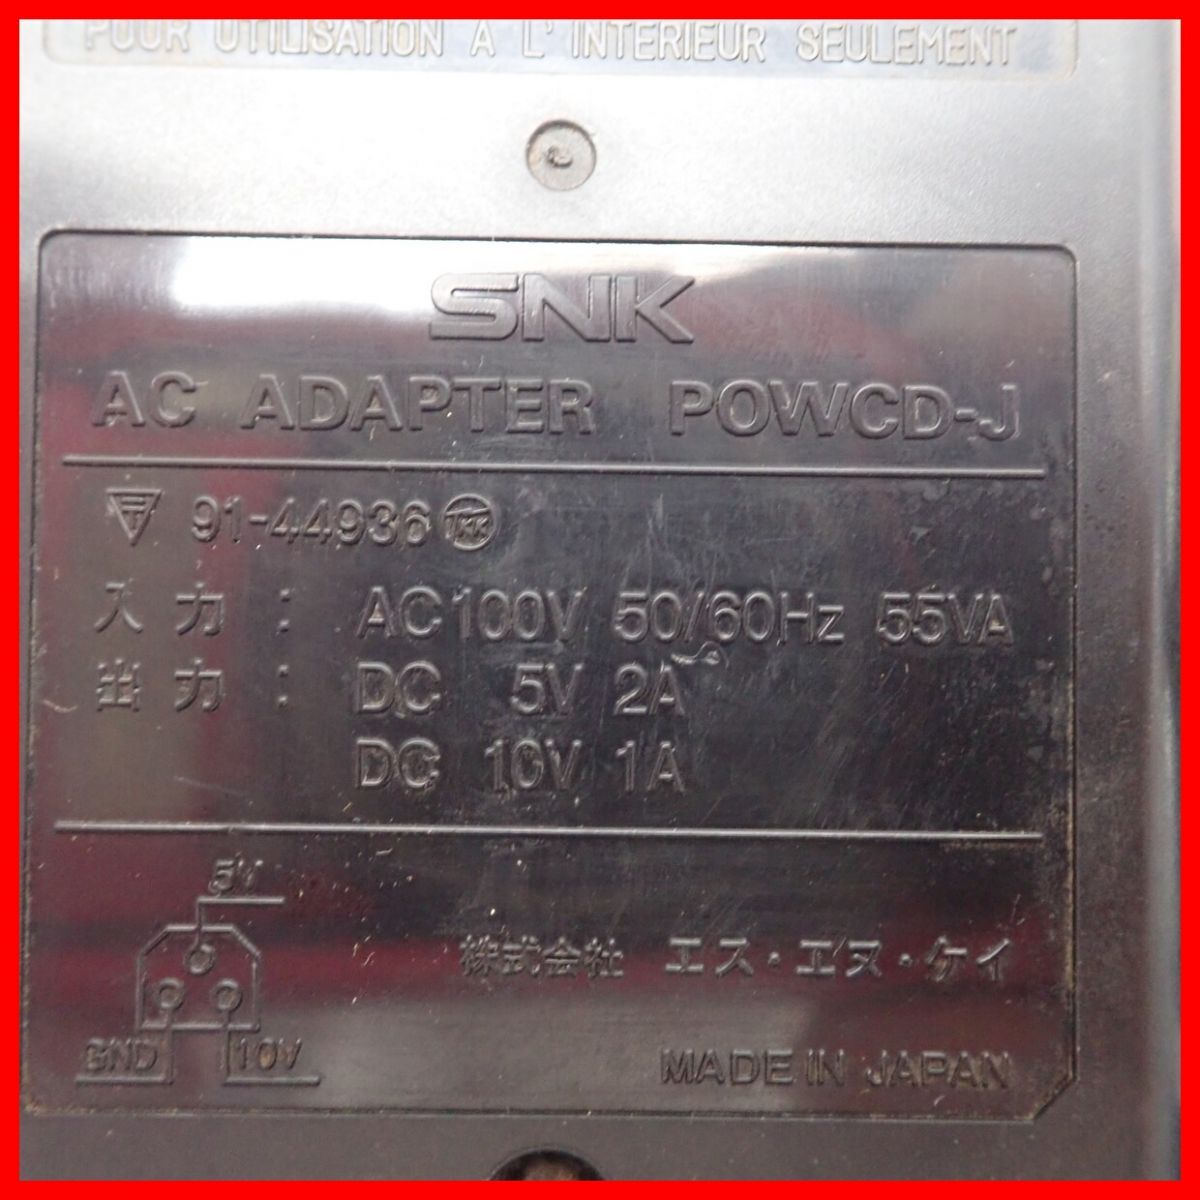 POUR UTILISATION A L' INTERIEUR SEULEMENT
SNK
AC ADAPTER POWCD-J
91-44936
入力 : AC 100V 50/60Hz 55VA
出力 : DC 5V 2A
DC 10V 1A
5V
GND
10V
株式会社 エス・エヌ・ケイ
MADE IN JAPAN